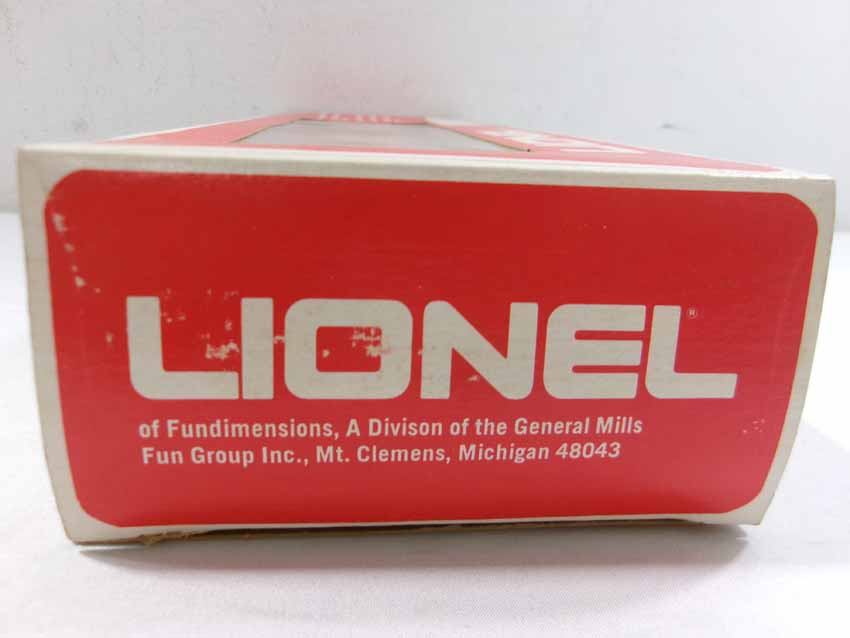 LIONEL®
of Fundimensions, A Divison of the General Mills
Fun Group Inc., Mt. Clemens, Michigan 48043